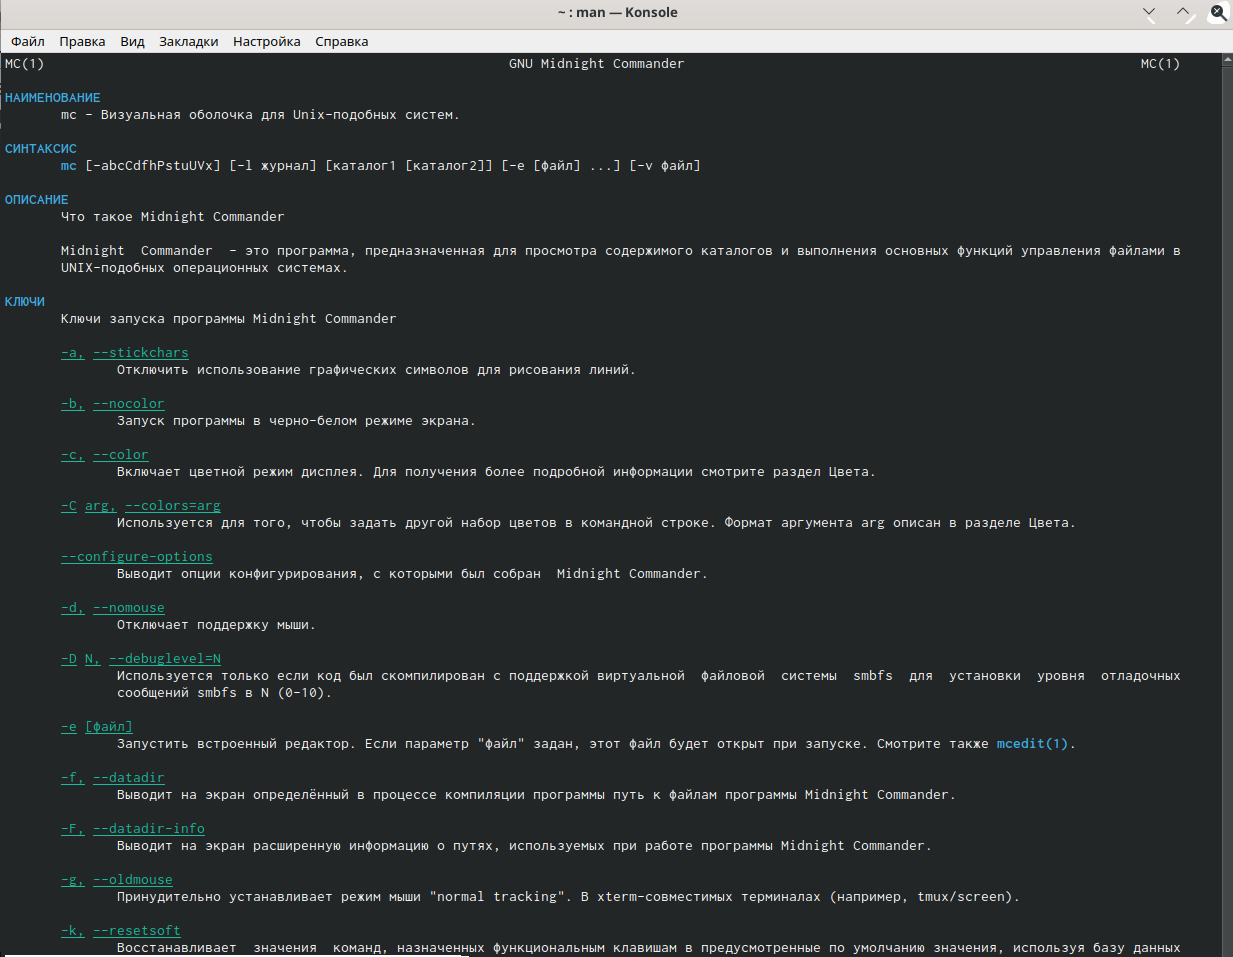 ~ : man — Konsole
Файл Правка Вид Закладки Настройка Справка
MC(1) GNU Midnight Commander MC(1)
НАИМЕНОВАНИЕ
mc - Визуальная оболочка для Unix-подобных систем.
СИНТАКСИС
mc [-abcCdfhPstuUVx] [-l журнал] [каталог1 [каталог2]] [-e [файл] ...] [-v файл]
ОПИСАНИЕ
Что такое Midnight Commander
Midnight Commander - это программа, предназначенная для просмотра содержимого каталогов и выполнения основных функций управления файлами в
UNIX-подобных операционных системах.
КЛЮЧИ
Ключи запуска программы Midnight Commander
-a, --stickchars
Отключить использование графических символов для рисования линий.
-b, --nocolor
Запуск программы в черно-белом режиме экрана.
-c, --color
Включает цветной режим дисплея. Для получения более подробной информации смотрите раздел Цвета.
-C arg, --colors=arg
Используется для того, чтобы задать другой набор цветов в командной строке. Формат аргумента arg описан в разделе Цвета.
--configure-options
Выводит опции конфигурирования, с которыми был собран Midnight Commander.
-d, --nomouse
Отключает поддержку мыши.
-D N, --debuglevel=N
Используется только если код был скомпилирован с поддержкой виртуальной файловой системы smbfs для установки уровня отладочных
сообщений smbfs в N (0-10).
-e [файл]
Запустить встроенный редактор. Если параметр "файл" задан, этот файл будет открыт при запуске. Смотрите также mcedit(1).
-f, --datadir
Выводит на экран определённый в процессе компиляции программы путь к файлам программы Midnight Commander.
-F, --datadir-info
Выводит на экран расширенную информацию о путях, используемых при работе программы Midnight Commander.
-g, --oldmouse
Принудительно устанавливает режим мыши "normal tracking". В xterm-совместимых терминалах (например, tmux/screen).
-k, --resetsoft
Восстанавливает значения команд, назначенных функциональным клавишам в предусмотренные по умолчанию значения, используя базу данных